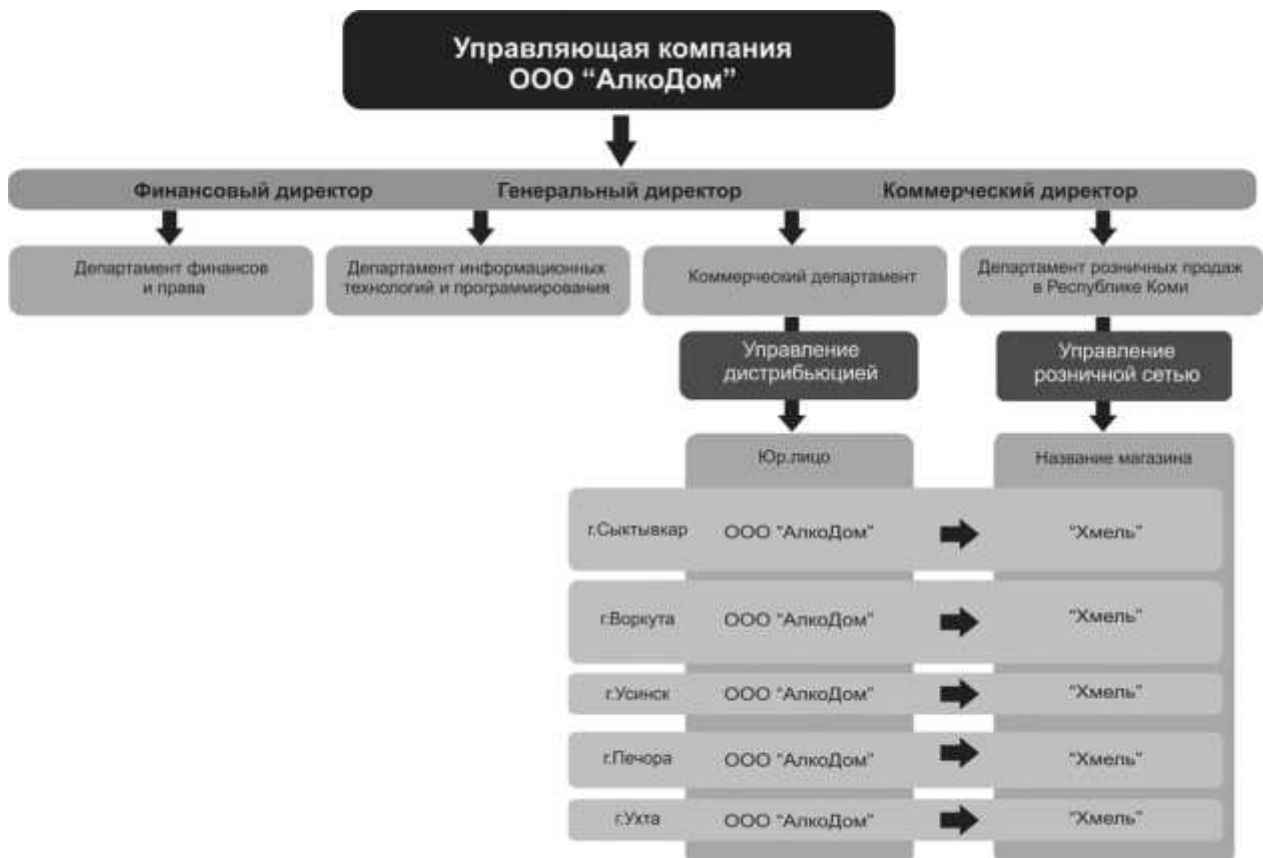 Управляющая компания
ООО “АлкоДом”
Финансовый директор
Генеральный директор
Коммерческий директор
Департамент финансов
и права
Департамент информационных
технологий и программирования
Коммерческий департамент
Департамент розничных продаж
в Республике Коми
Управление
дистрибьюцией
Управление
розничной сетью
Юр.лицо
Название магазина
г.Сыктывкар
ООО “АлкоДом”
“Хмель”
г.Воркута
ООО “АлкоДом”
“Хмель”
г.Усинск
ООО “АлкоДом”
“Хмель”
г.Печора
ООО “АлкоДом”
“Хмель”
г.Ухта
ООО “АлкоДом”
“Хмель”